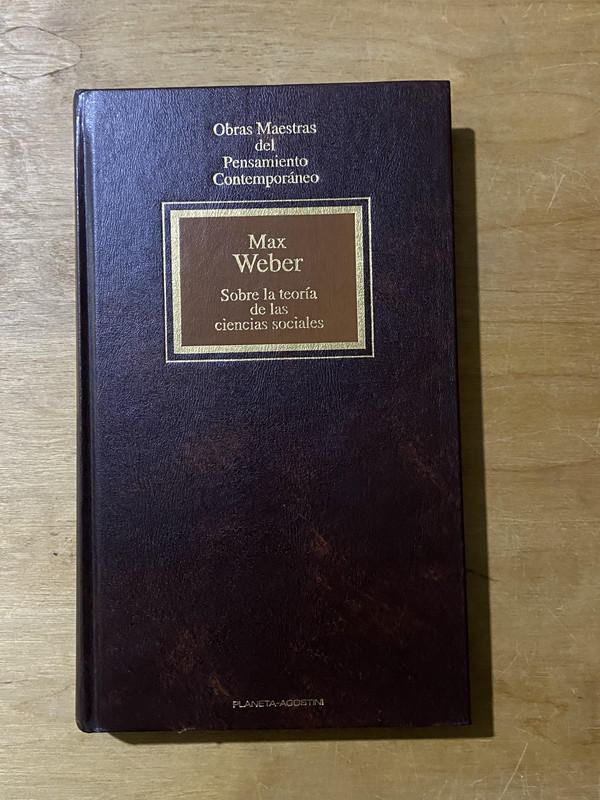 Obras Maestras
del
Pensamiento
Contemporáneo
Max
Weber
Sobre la teoría
de las
ciencias sociales
PLANETA-AGOSTINI